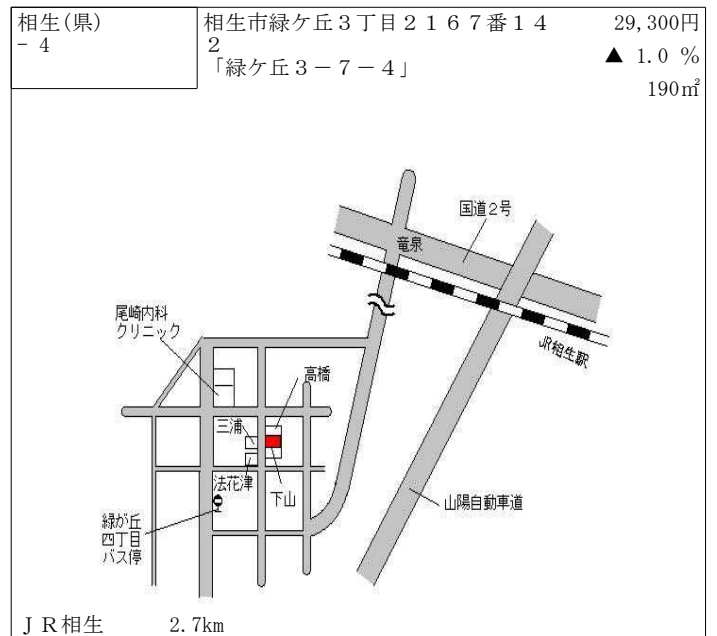 相生(県)
- 4
相生市緑ケ丘３丁目２１６７番１４
２
「緑ケ丘３－７－４」
29,300円
▲ 1.0 %
190㎡
国道２号
竜泉
尾崎内科
クリニック
JR相生駅
高橋
三浦
法花津
下山
山陽自動車道
緑が丘
四丁目
バス停
ＪＲ相生 2.7km